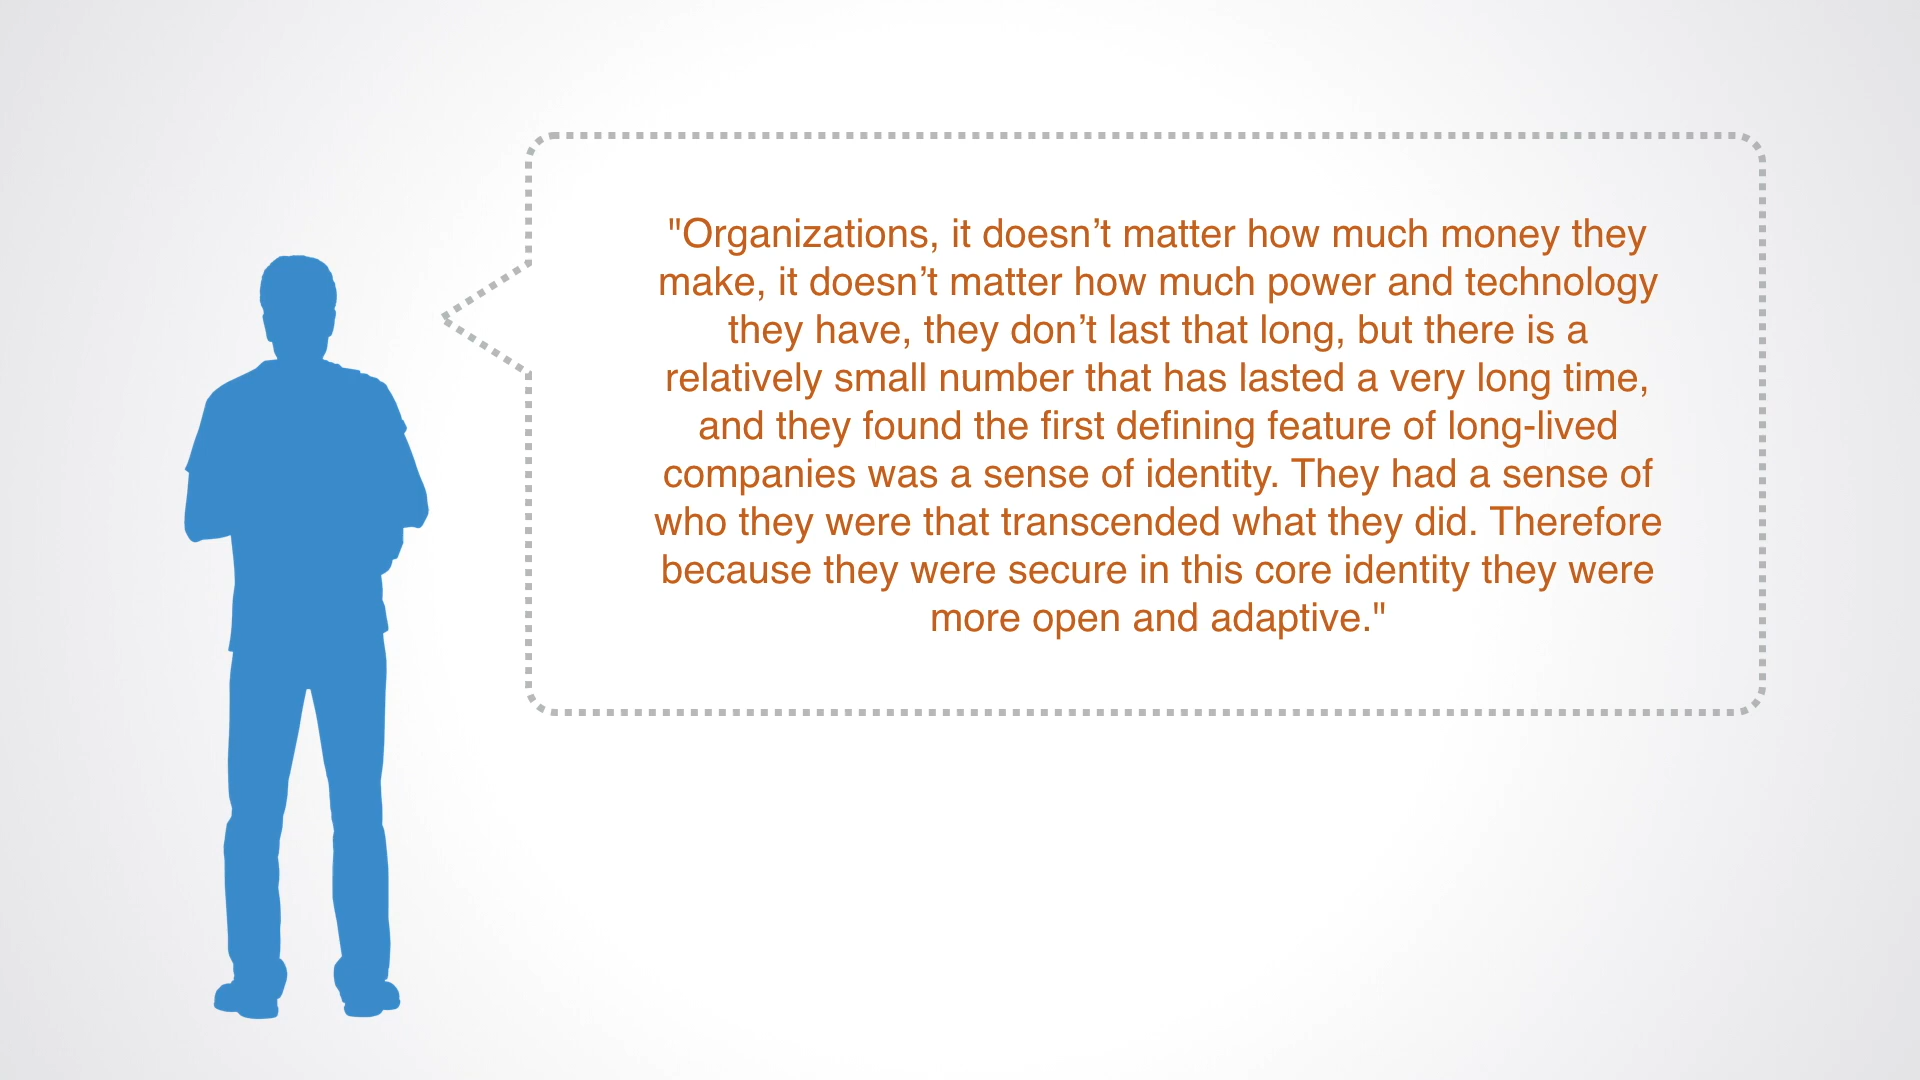 "Organizations, it doesn’t matter how much money they
make, it doesn’t matter how much power and technology
they have, they don’t last that long, but there is a
relatively small number that has lasted a very long time,
and they found the first defining feature of long-lived
companies was a sense of identity. They had a sense of
who they were that transcended what they did. Therefore
because they were secure in this core identity they were
more open and adaptive."